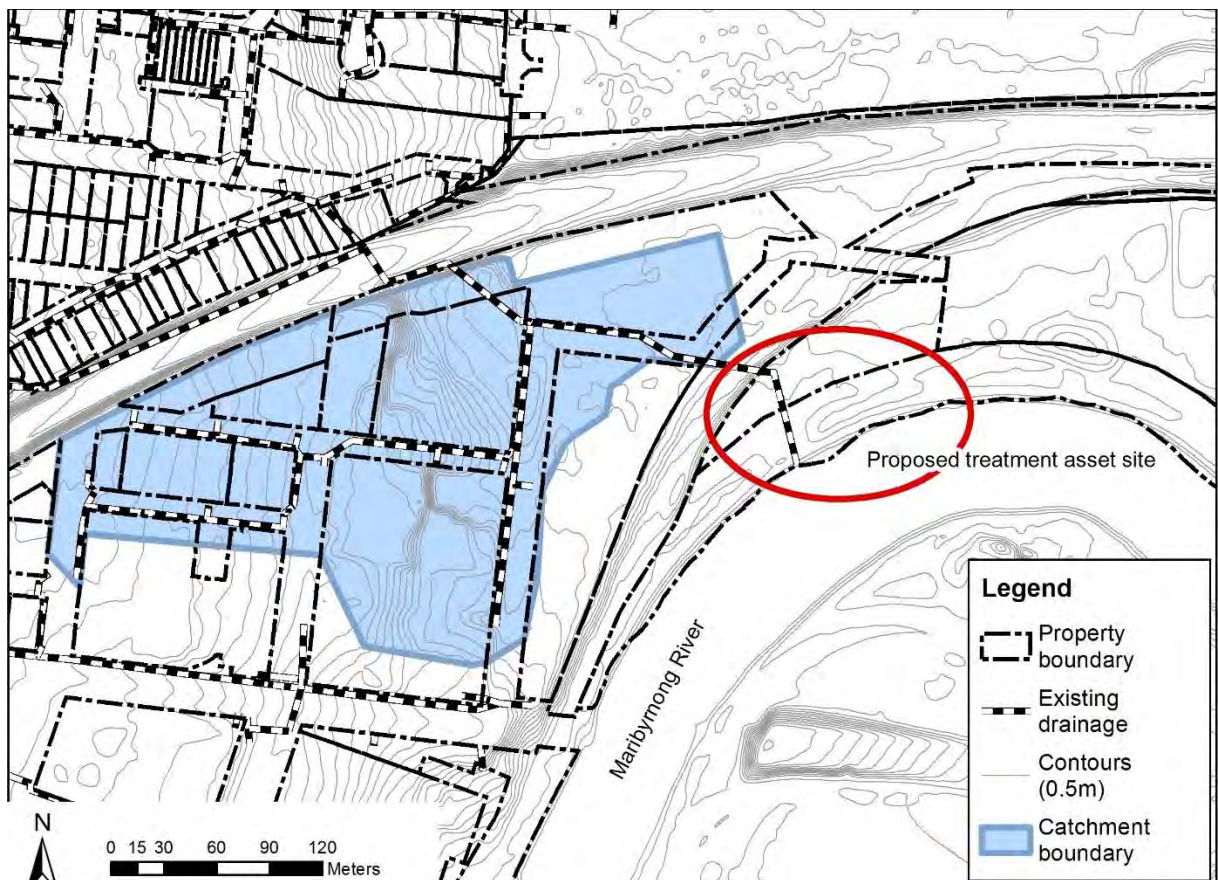 Proposed treatment asset site
Maribyrnong River
Legend
Property
boundary
Existing
drainage
Contours
(0.5m)
Catchment
boundary
N
0 15 30 60 90 120
Meters